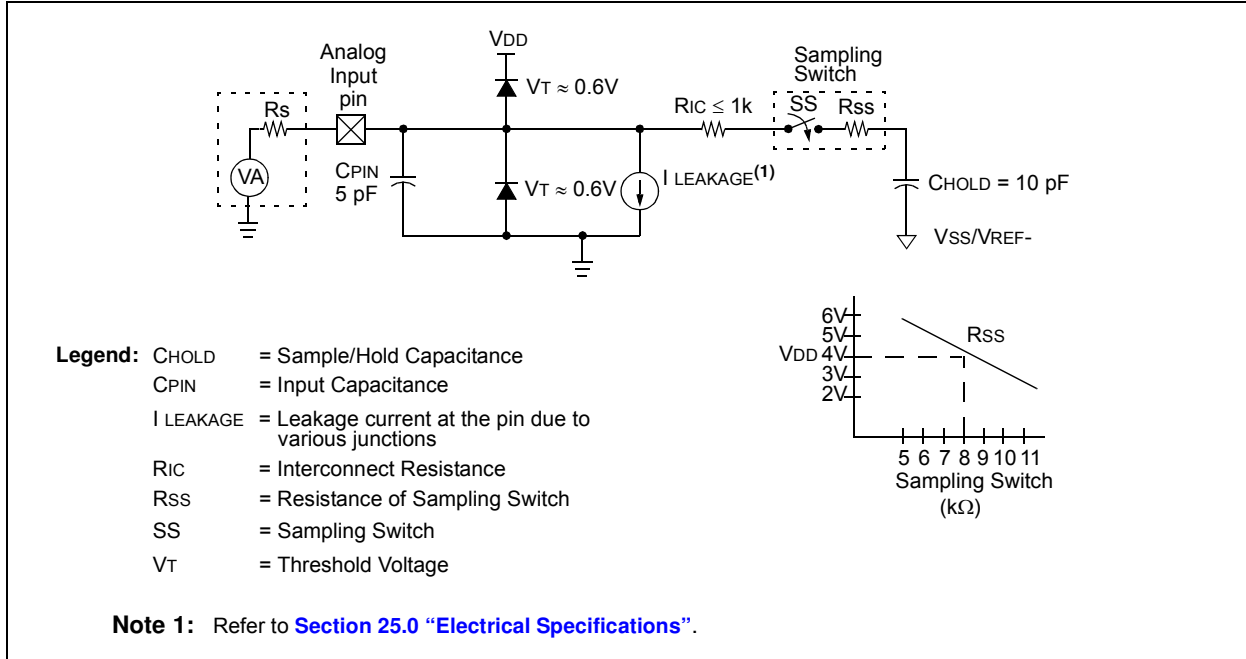 VDD
Analog
Input
pin
Sampling
Switch
VT ≈ 0.6V
RIC ≤ 1k
SS
Rss
Rs
VA
CPIN
5 pF
VT ≈ 0.6V
I LEAKAGE(1)
CHOLD = 10 pF
VSS/VREF-
6V
5V
VDD 4V
3V
2V
RSS
5 6 7 8 9 10 11
Sampling Switch
(kΩ)
Legend: CHOLD = Sample/Hold Capacitance
CPIN = Input Capacitance
I LEAKAGE = Leakage current at the pin due to
various junctions
RIC = Interconnect Resistance
RSS = Resistance of Sampling Switch
SS = Sampling Switch
VT = Threshold Voltage
Note 1: Refer to Section 25.0 “Electrical Specifications”.